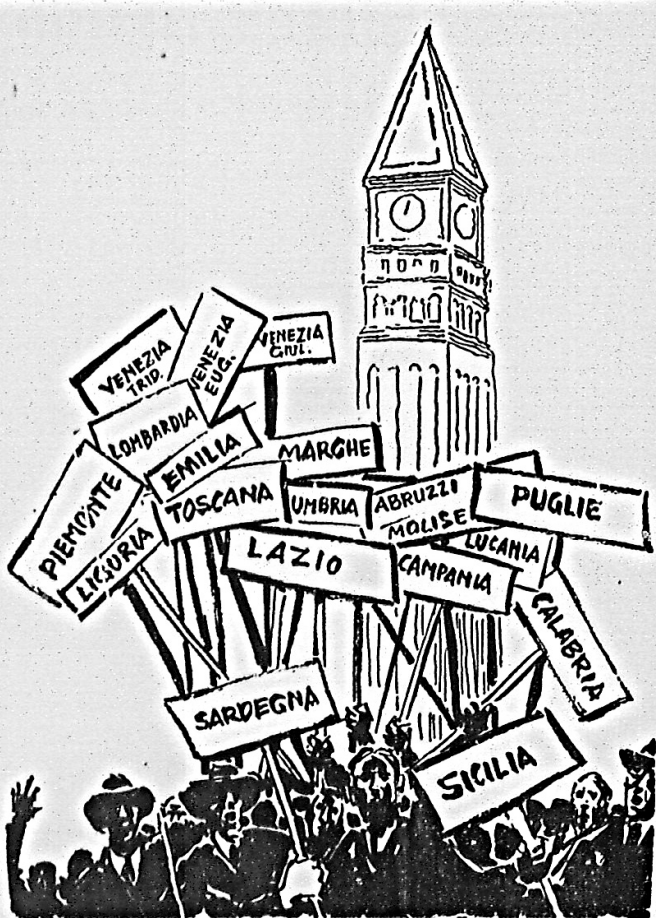 VENEZIA
TRID.
VENEZIA
EUG.
VENEZIA
GIUL.
LOMBARDIA
EMILIA
MARCHE
PIEMONTE
LIGURIA
TOSCANA
UMBRIA
ABRUZZI
MOLISE
PUGLIE
LAZIO
CAMPANIA
LUCANIA
CALABRIA
SARDEGNA
SICILIA